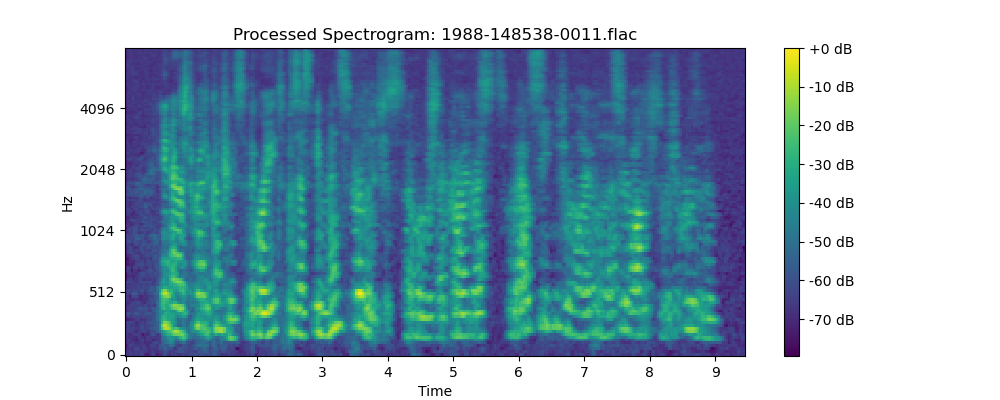 Processed Spectrogram: 1988-148538-0011.flac
Hz
4096
2048
1024
512
0
0 1 2 3 4 5 6 7 8 9
Time
+0 dB
-10 dB
-20 dB
-30 dB
-40 dB
-50 dB
-60 dB
-70 dB